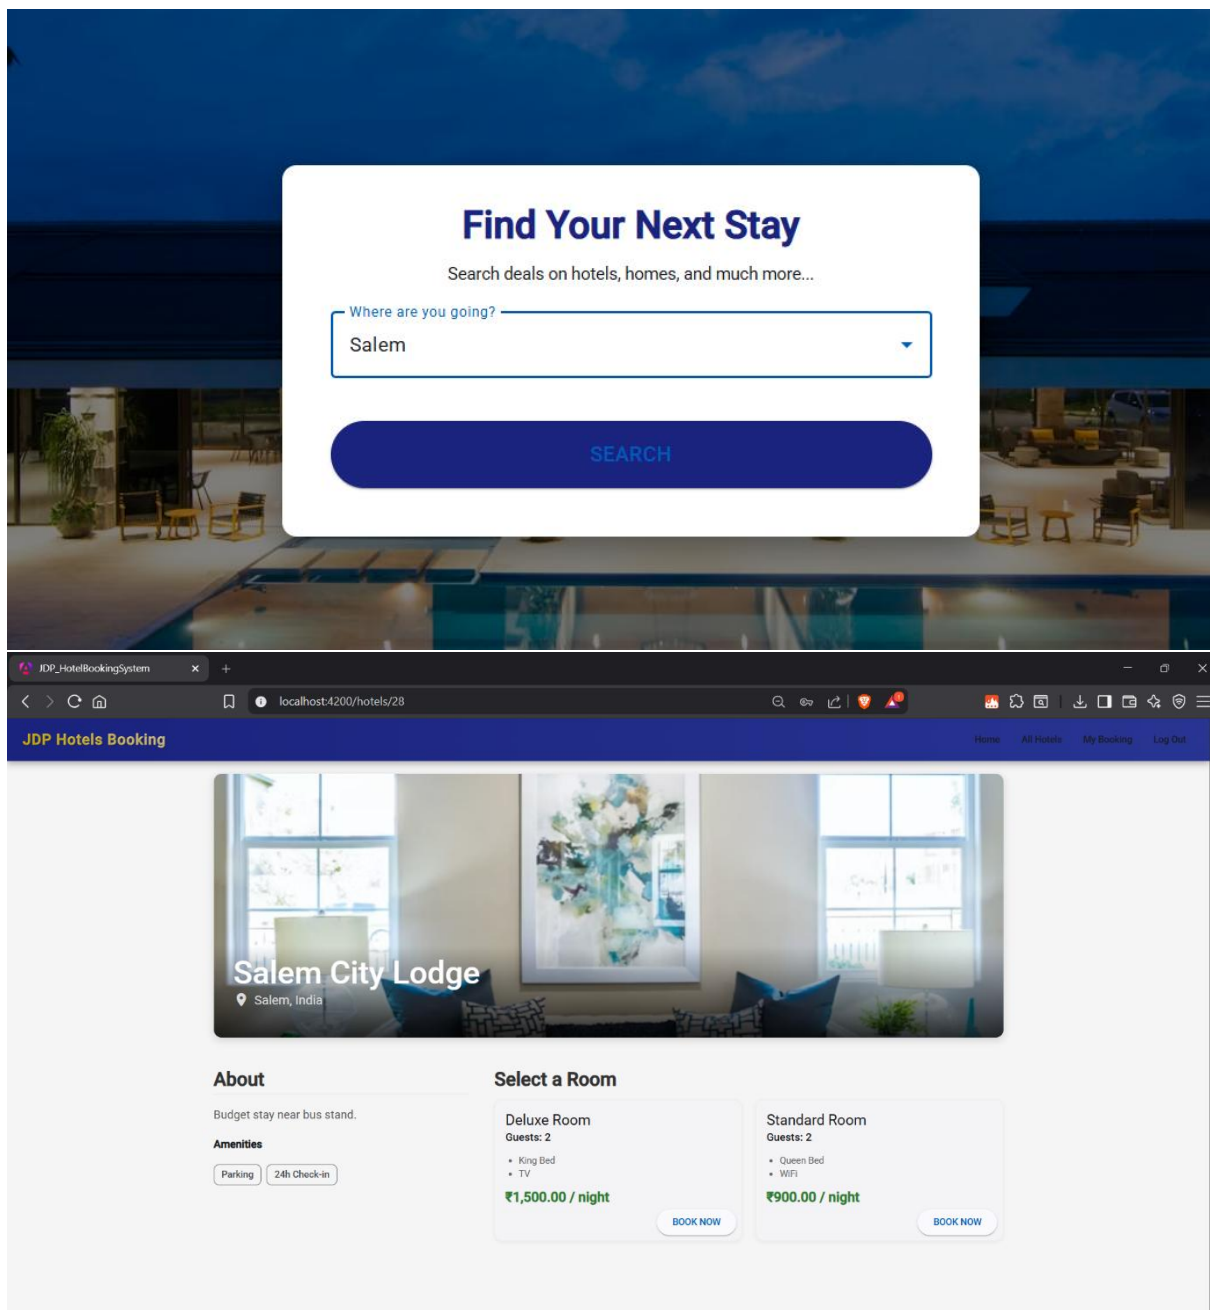 Find Your Next Stay
Search deals on hotels, homes, and much more...
Where are you going?
Salem
SEARCH
JDP_HotelBookingSystem
localhost:4200/hotels/28
JDP Hotels Booking
Home All Hotels My Booking Log Out
Salem City Lodge
Salem, India
About
Budget stay near bus stand.
Amenities
Parking 24h Check-in
Select a Room
Deluxe Room
Guests: 2
King Bed
TV
₹1,500.00 / night
BOOK NOW
Standard Room
Guests: 2
Queen Bed
WiFi
₹900.00 / night
BOOK NOW